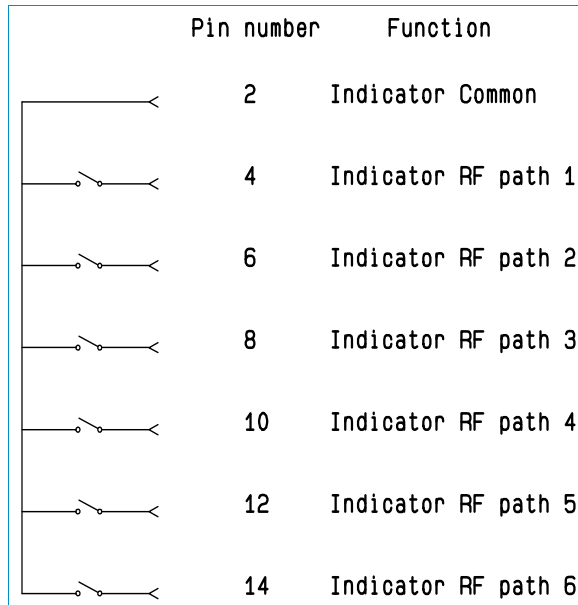 Pin number Function
2 Indicator Common
4 Indicator RF path 1
6 Indicator RF path 2
8 Indicator RF path 3
10 Indicator RF path 4
12 Indicator RF path 5
14 Indicator RF path 6